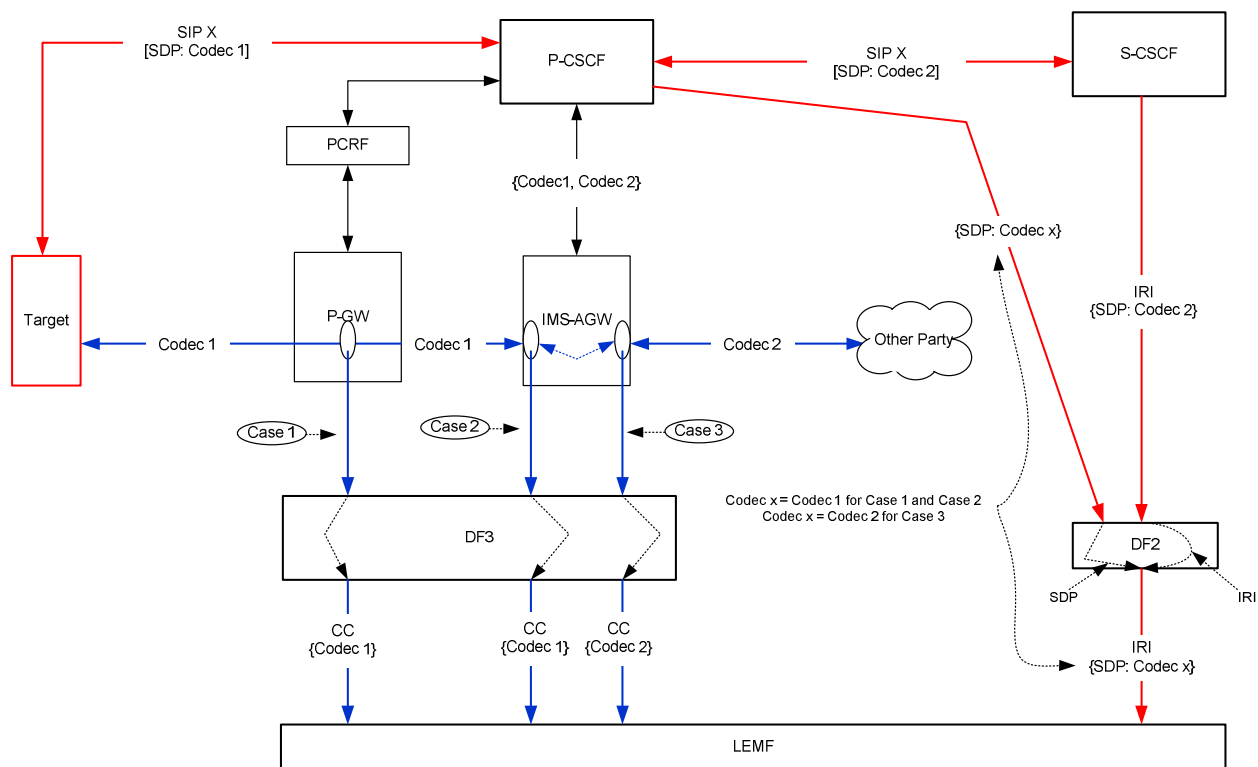 SIP X
[SDP: Codec 1]
P-CSCF
SIP X
[SDP: Codec 2]
S-CSCF
PCRF
{Codec1, Codec 2}
{SDP: Codec x}
IRI
{SDP: Codec 2}
Target
P-GW
IMS-AGW
Other Party
Codec 1
Codec 1
Codec 2
Case 1
Case 2
Case 3
Codec x = Codec 1 for Case 1 and Case 2
Codec x = Codec 2 for Case 3
DF3
DF2
SDP
IRI
CC
{Codec 1}
CC
{Codec 1}
CC
{Codec 2}
IRI
{SDP: Codec x}
LEMF